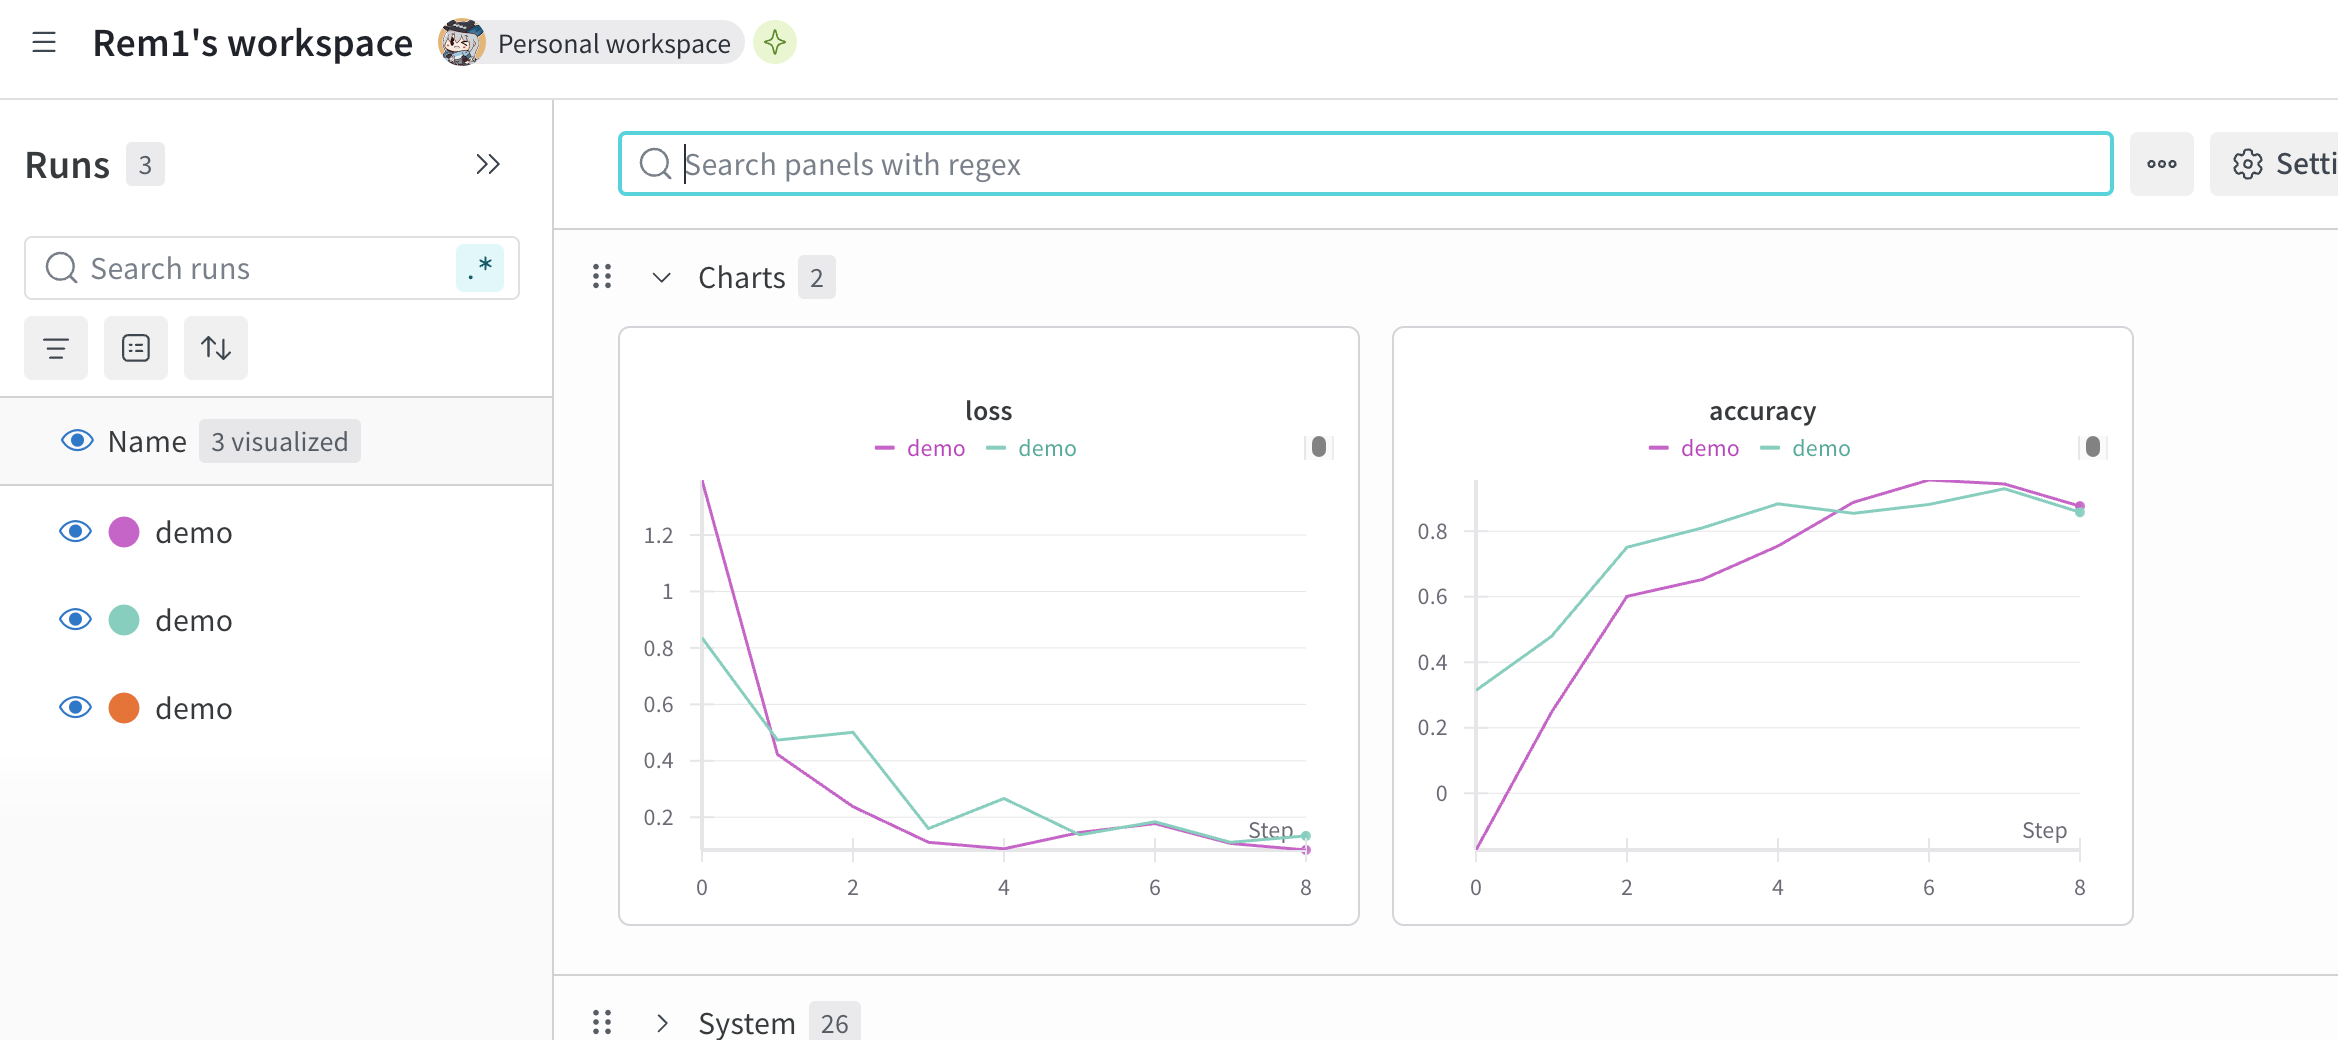 Rem1's workspace
Personal workspace
Runs 3
Search runs
.*
Name 3 visualized
demo
demo
demo
Search panels with regex
Setti
Charts 2
loss
demo demo
1.2
1
0.8
0.6
0.4
0.2
Step
0 2 4 6 8
accuracy
demo demo
0.8
0.6
0.4
0.2
0
Step
0 2 4 6 8
System 26